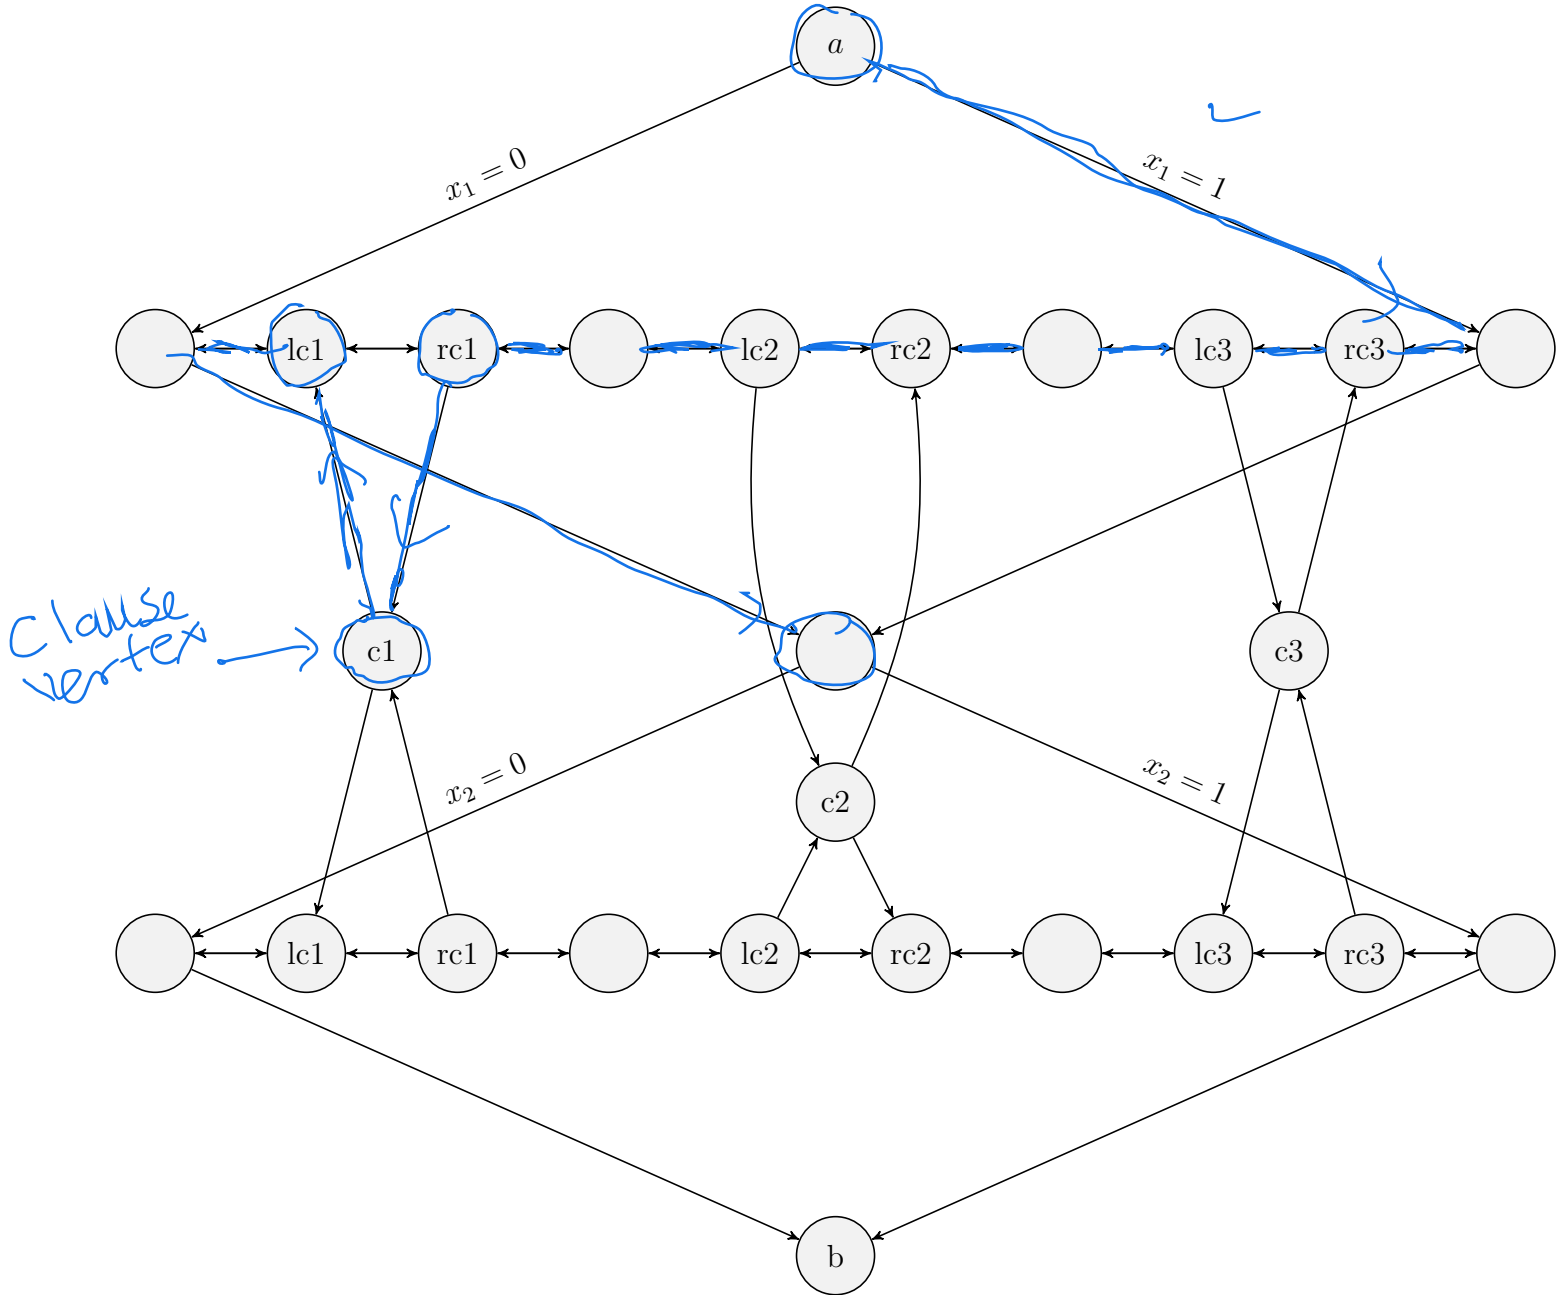 a
x₁ = 0
x₁ = 1
lc1 rc1 lc2 rc2 lc3 rc3
Clause
vertex
c1
c3
x₂ = 0
x₂ = 1
c2
lc1 rc1 lc2 rc2 lc3 rc3
b